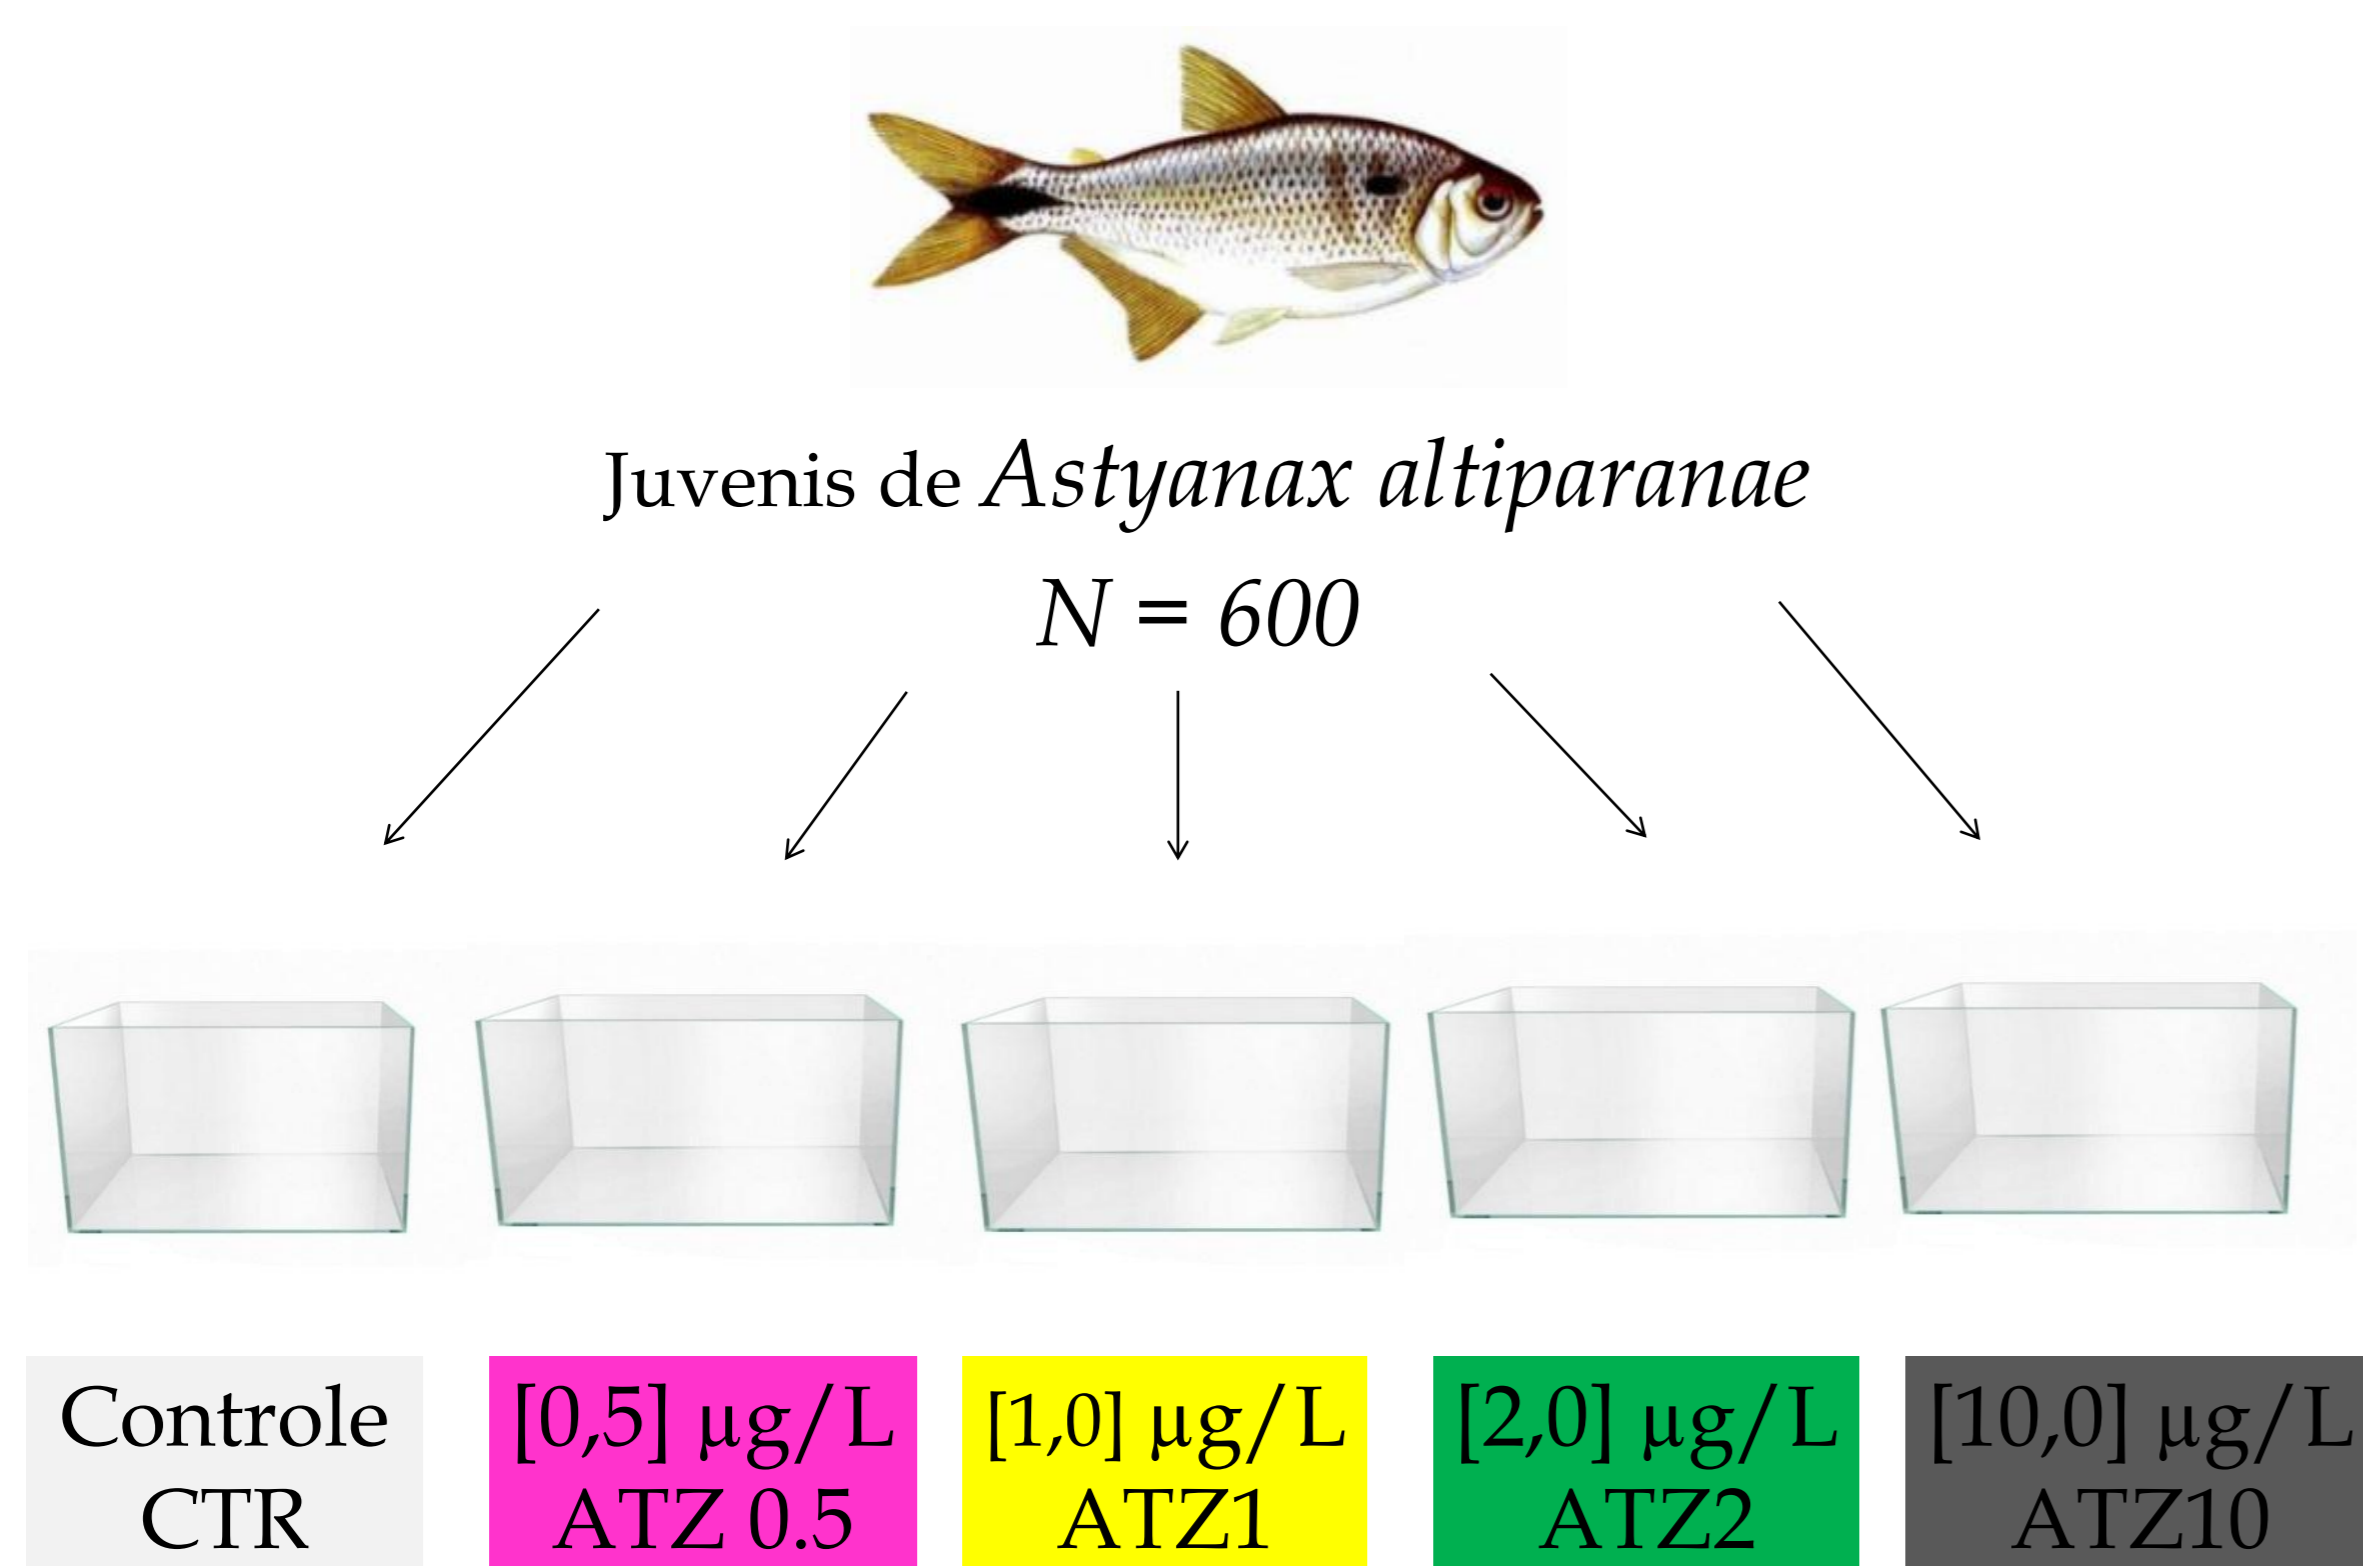 Juvenis de Astyanax altiparanae
N = 600
Controle
CTR
[0,5] µg/L
ATZ 0.5
[1,0] µg/L
ATZ1
[2,0] µg/L
ATZ2
[10,0] µg/L
ATZ10